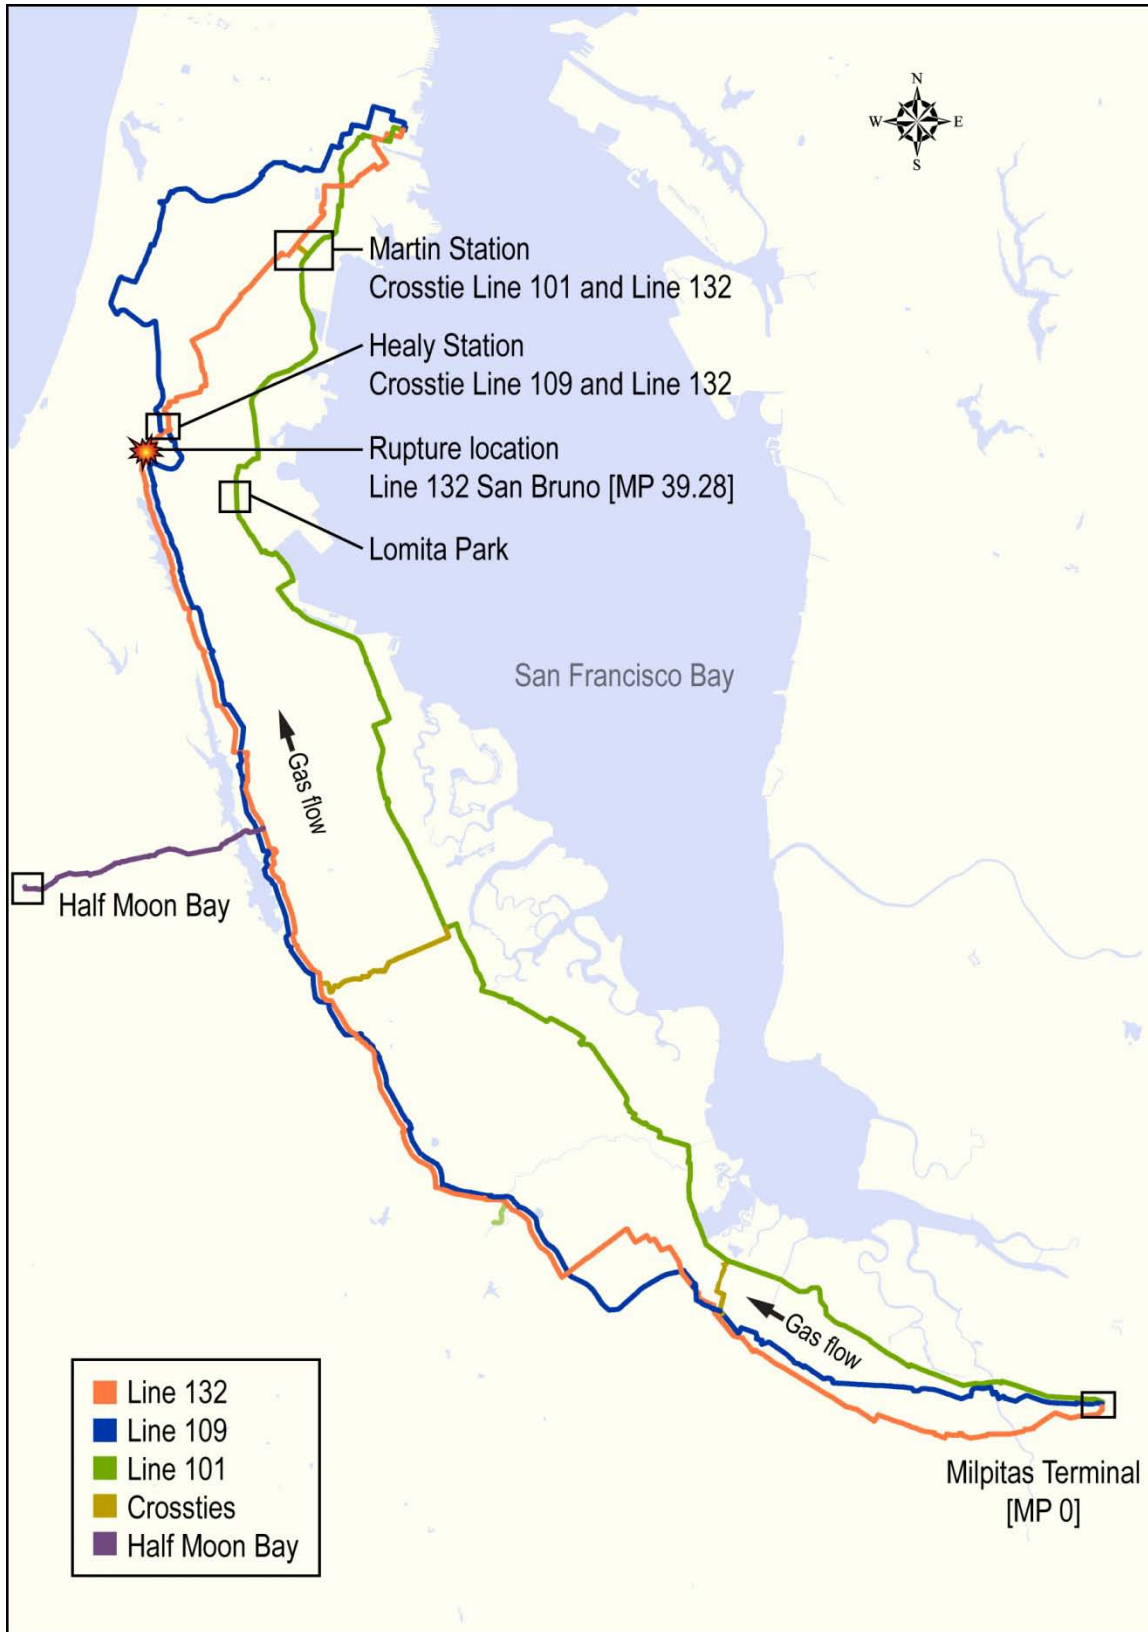 N
W E
S
Martin Station
Crosstie Line 101 and Line 132
Healy Station
Crosstie Line 109 and Line 132
Rupture location
Line 132 San Bruno [MP 39.28]
Lomita Park
San Francisco Bay
Gas flow
Half Moon Bay
Gas flow
Line 132
Line 109
Line 101
Crossties
Half Moon Bay
Milpitas Terminal
[MP 0]